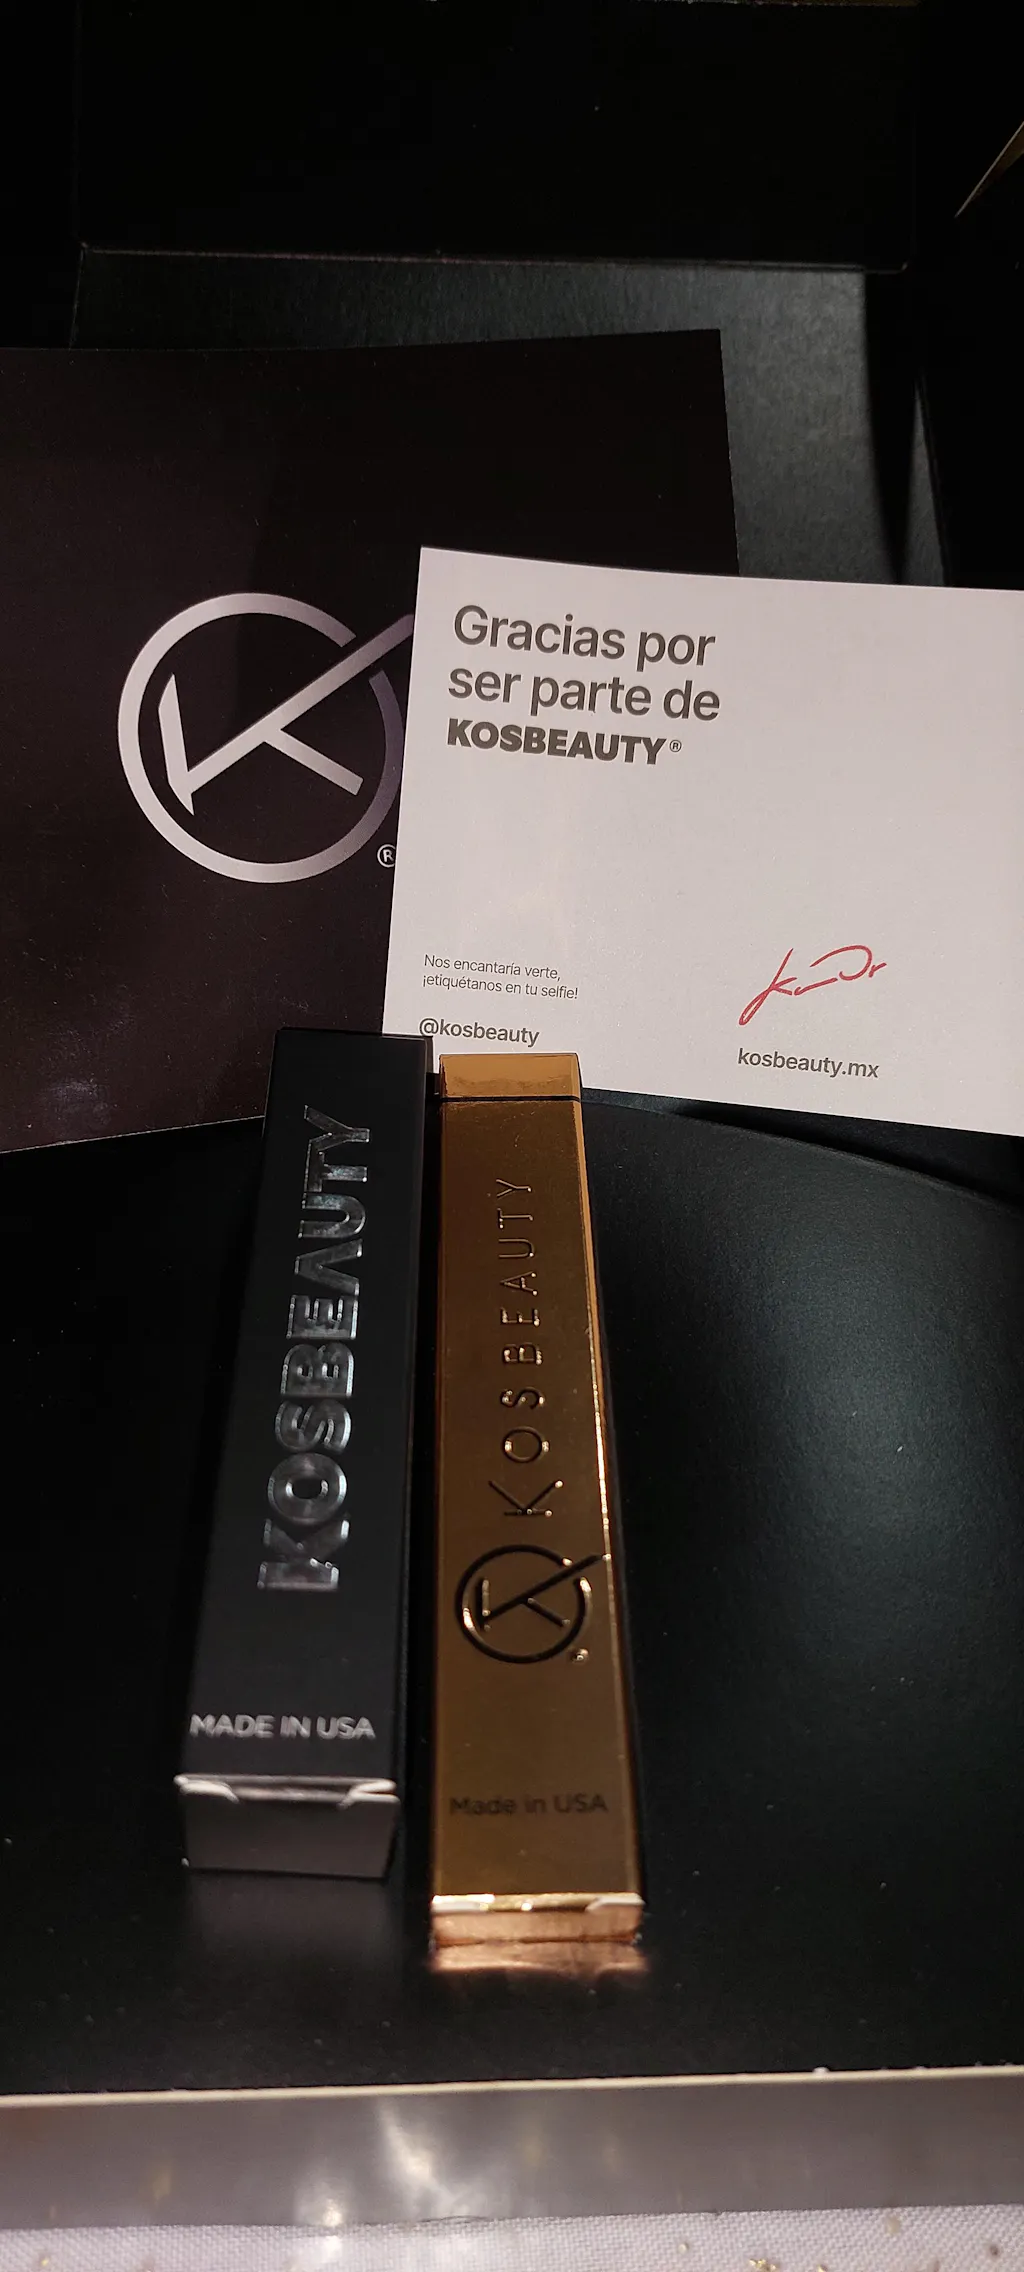 ®
Gracias por
ser parte de
KOSBEAUTY®
Nos encantaría verte,
¡etiquétanos en tu selfie!
@kosbeauty
kosbeauty.mx
KOSBEAUTY
MADE IN USA
KOSBEAUTY
®
Made in USA